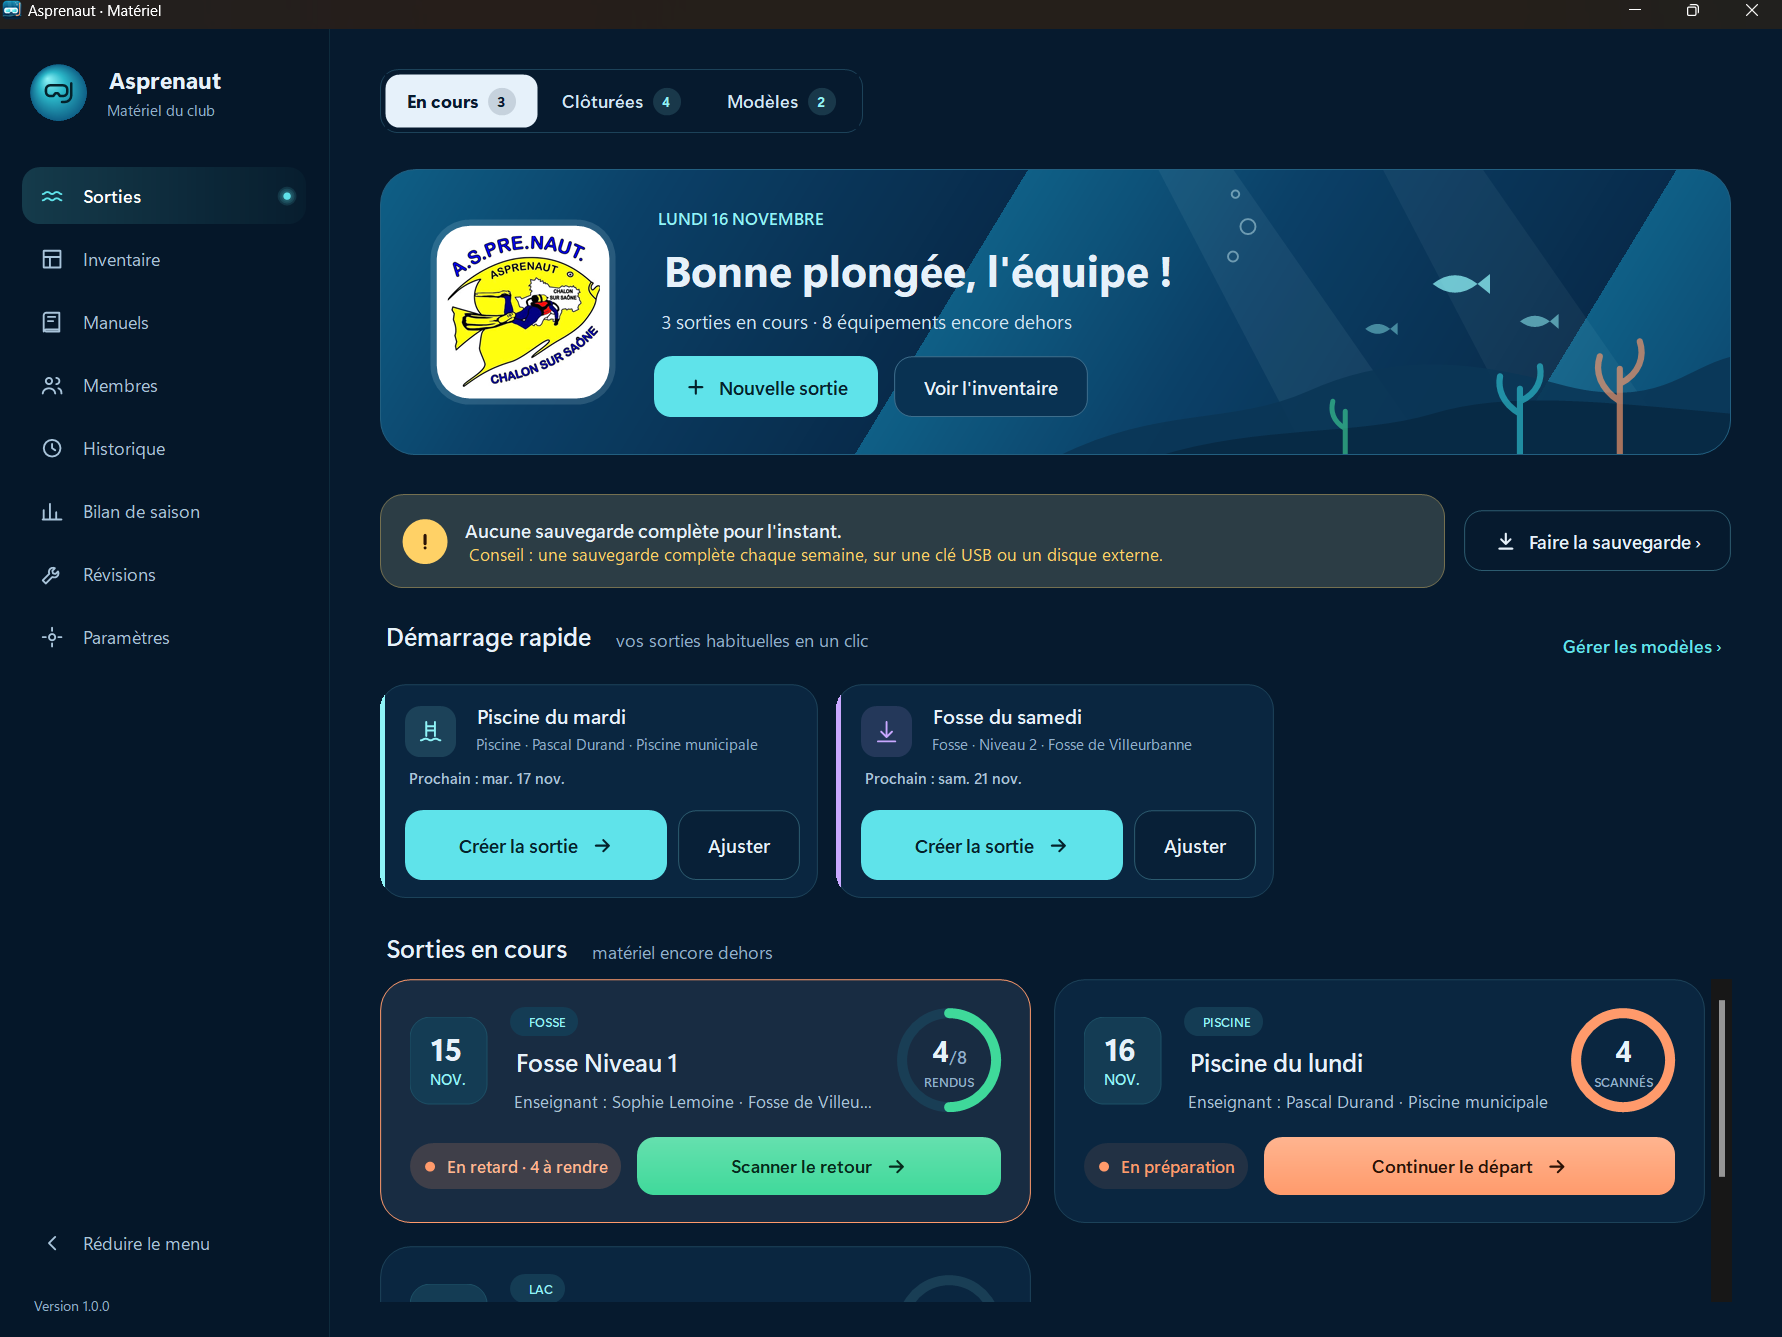 Asprenaut · Matériel
Asprenaut
Matériel du club
Sorties
Inventaire
Manuels
Membres
Historique
Bilan de saison
Révisions
Paramètres
Réduire le menu
Version 1.0.0
En cours 3
Clôturées 4
Modèles 2
A.S.PRE.NAUT.
ASPRENAUT
CHALON
SUR SAÔNE
CHALON SUR SAÔNE
LUNDI 16 NOVEMBRE
Bonne plongée, l'équipe !
3 sorties en cours · 8 équipements encore dehors
+ Nouvelle sortie
Voir l'inventaire
! Aucune sauvegarde complète pour l'instant.
Conseil : une sauvegarde complète chaque semaine, sur une clé USB ou un disque externe.
Faire la sauvegarde ›
Démarrage rapide
vos sorties habituelles en un clic
Gérer les modèles ›
Piscine du mardi
Piscine · Pascal Durand · Piscine municipale
Prochain : mar. 17 nov.
Créer la sortie →
Ajuster
Fosse du samedi
Fosse · Niveau 2 · Fosse de Villeurbanne
Prochain : sam. 21 nov.
Créer la sortie →
Ajuster
Sorties en cours
matériel encore dehors
15
NOV.
FOSSE
Fosse Niveau 1
Enseignant : Sophie Lemoine · Fosse de Villeu...
4/8
RENDUS
En retard · 4 à rendre
Scanner le retour →
16
NOV.
PISCINE
Piscine du lundi
Enseignant : Pascal Durand · Piscine municipale
4
SCANNÉS
En préparation
Continuer le départ →
LAC